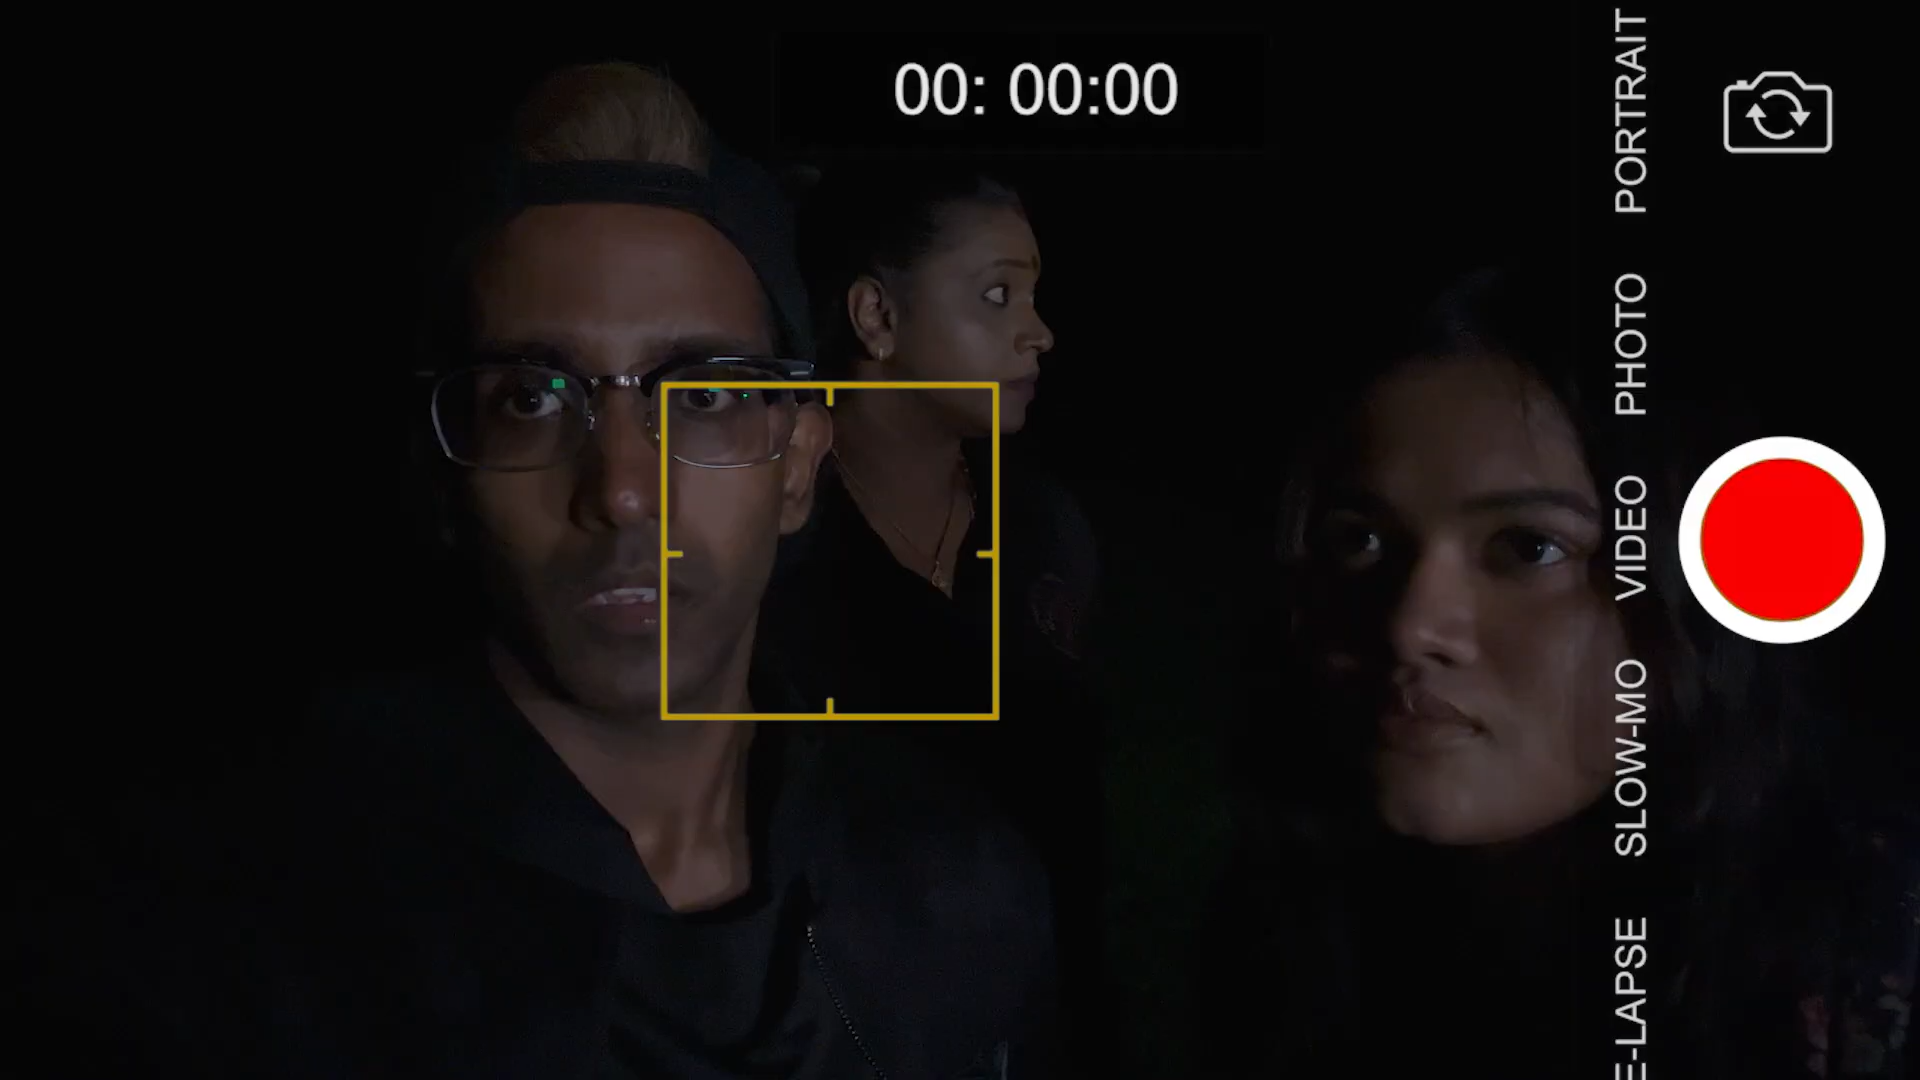 00: 00:00
PORTRAIT
PHOTO
VIDEO
SLOW-MO
E-LAPSE